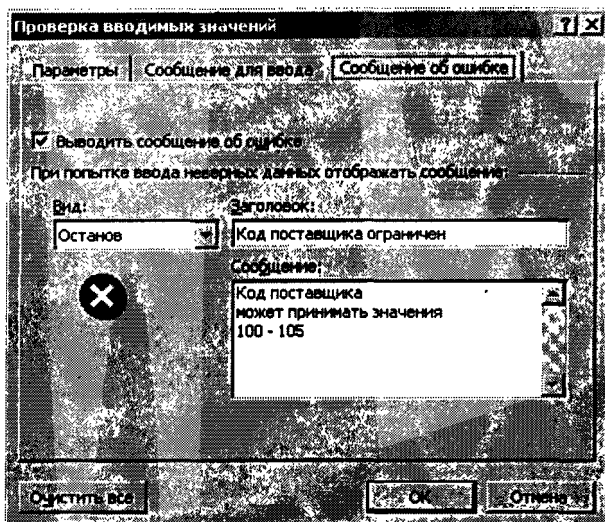 Проверка вводимых значений
Параметры Сообщение для ввода Сообщение об ошибке
Выводить сообщение об ошибке
При попытке ввода неверных данных отображать сообщение:
Вид: Заголовок:
Останов Код поставщика ограничен
Сообщение:
Код поставщика
может принимать значения
100 - 105
Очистить все ОК Отмена